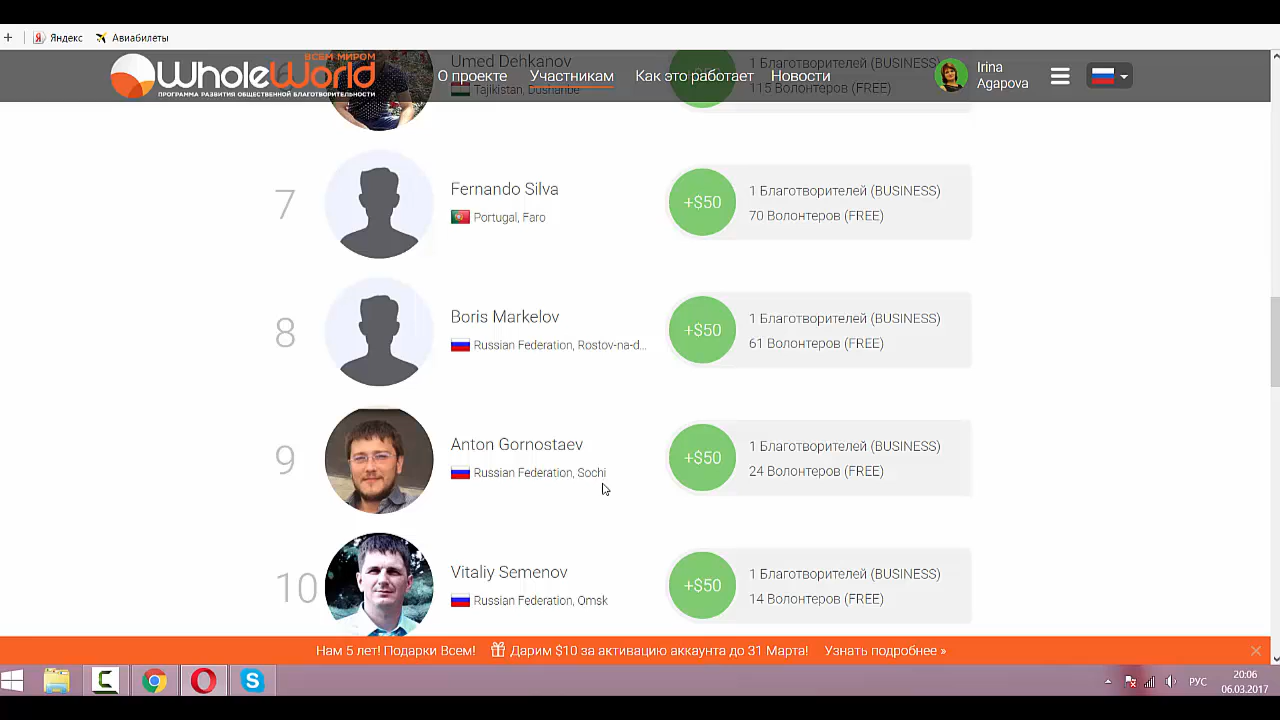 + Яндекс Авиабилеты
ВСЕМ МИРОМ
WHOLEWORLD
ПРОГРАММА РАЗВИТИЯ ОБЩЕСТВЕННОЙ БЛАГОТВОРИТЕЛЬНОСТИ
О проекте Участникам Как это работает Новости
Irina
Agapova
Umed Dehkanov
Tajikistan, Dushanbe
1 Благотворителей (BUSINESS)
115 Волонтеров (FREE)
7
Fernando Silva
Portugal, Faro
+$50
1 Благотворителей (BUSINESS)
70 Волонтеров (FREE)
8
Boris Markelov
Russian Federation, Rostov-na-d...
+$50
1 Благотворителей (BUSINESS)
61 Волонтеров (FREE)
9
Anton Gornostaev
Russian Federation, Sochi
+$50
1 Благотворителей (BUSINESS)
24 Волонтеров (FREE)
10
Vitaliy Semenov
Russian Federation, Omsk
+$50
1 Благотворителей (BUSINESS)
14 Волонтеров (FREE)
Нам 5 лет! Подарки Всем! Дарим $10 за активацию аккаунта до 31 Марта! Узнать подробнее »
РУС
20:06
06.03.2017